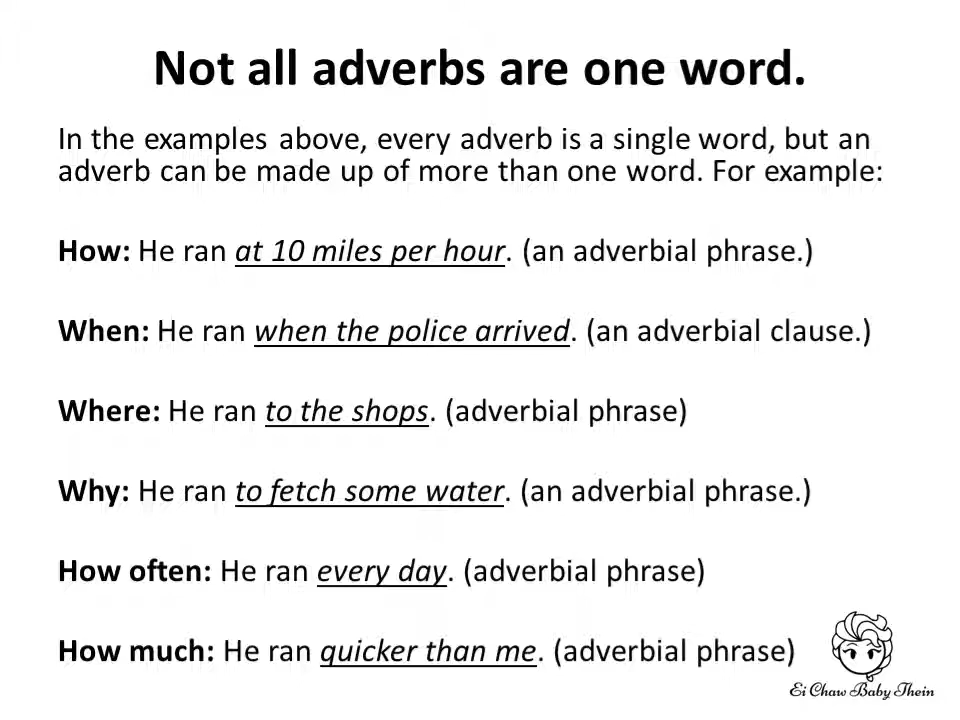 Not all adverbs are one word.
In the examples above, every adverb is a single word, but an
adverb can be made up of more than one word. For example:
How: He ran at 10 miles per hour. (an adverbial phrase.)
When: He ran when the police arrived. (an adverbial clause.)
Where: He ran to the shops. (adverbial phrase)
Why: He ran to fetch some water. (an adverbial phrase.)
How often: He ran every day. (adverbial phrase)
How much: He ran quicker than me. (adverbial phrase)
Ei Chaw Baby Thein